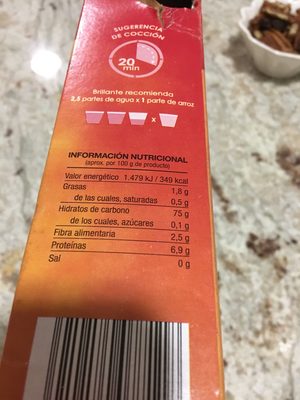 SUGERENCIA
DE COCCIÓN
20
min
Brillante recomienda
2,5 partes de agua x 1 parte de arroz
x
INFORMACIÓN NUTRICIONAL
(aprox. por 100 g de producto)
Valor energético 1.479 kJ / 349 kcal
Grasas 1,8 g
de las cuales, saturadas 0,5 g
Hidratos de carbono 75 g
de los cuales, azúcares 0,1 g
Fibra alimentaria 2,5 g
Proteínas 6,9 g
Sal 0 g